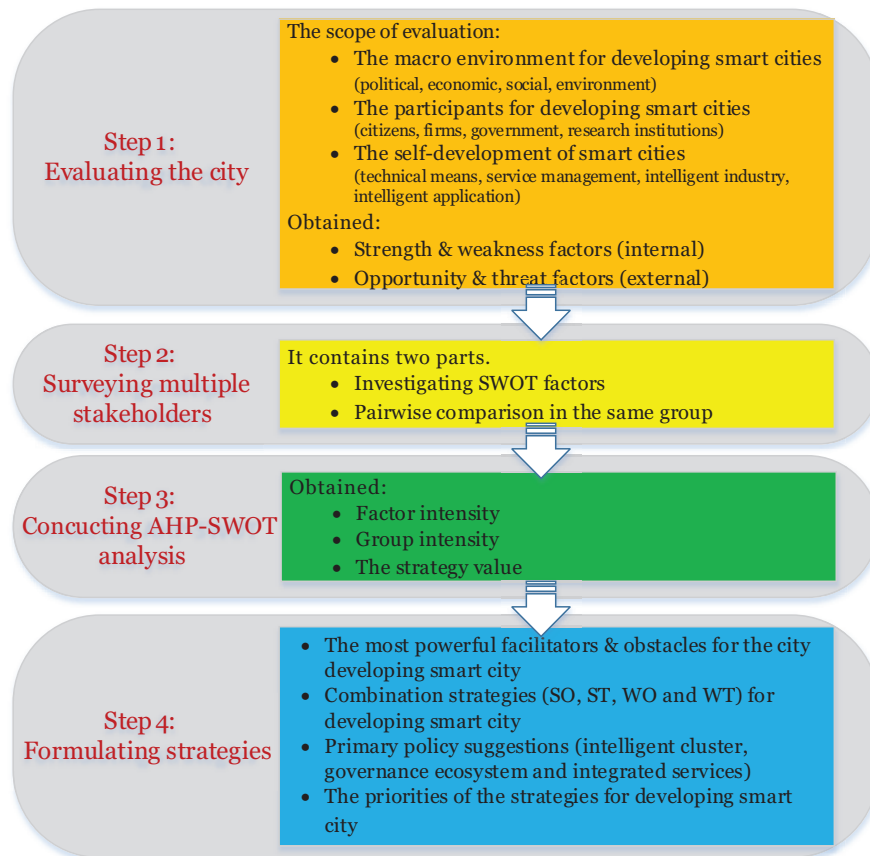 Step 1:
Evaluating the city
The scope of evaluation:
• The macro environment for developing smart cities
(political, economic, social, environment)
• The participants for developing smart cities
(citizens, firms, government, research institutions)
• The self-development of smart cities
(technical means, service management, intelligent industry,
intelligent application)
Obtained:
• Strength & weakness factors (internal)
• Opportunity & threat factors (external)
Step 2:
Surveying multiple
stakeholders
It contains two parts.
• Investigating SWOT factors
• Pairwise comparison in the same group
Step 3:
Concucting AHP-SWOT
analysis
Obtained:
• Factor intensity
• Group intensity
• The strategy value
Step 4:
Formulating strategies
• The most powerful facilitators & obstacles for the city
developing smart city
• Combination strategies (SO, ST, WO and WT) for
developing smart city
• Primary policy suggestions (intelligent cluster,
governance ecosystem and integrated services)
• The priorities of the strategies for developing smart
city